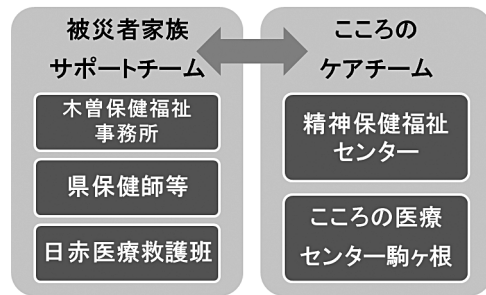 被災者家族
サポートチーム
木曽保健福祉
事務所
県保健師等
日赤医療救護班
こころの
ケアチーム
精神保健福祉
センター
こころの医療
センター駒ヶ根